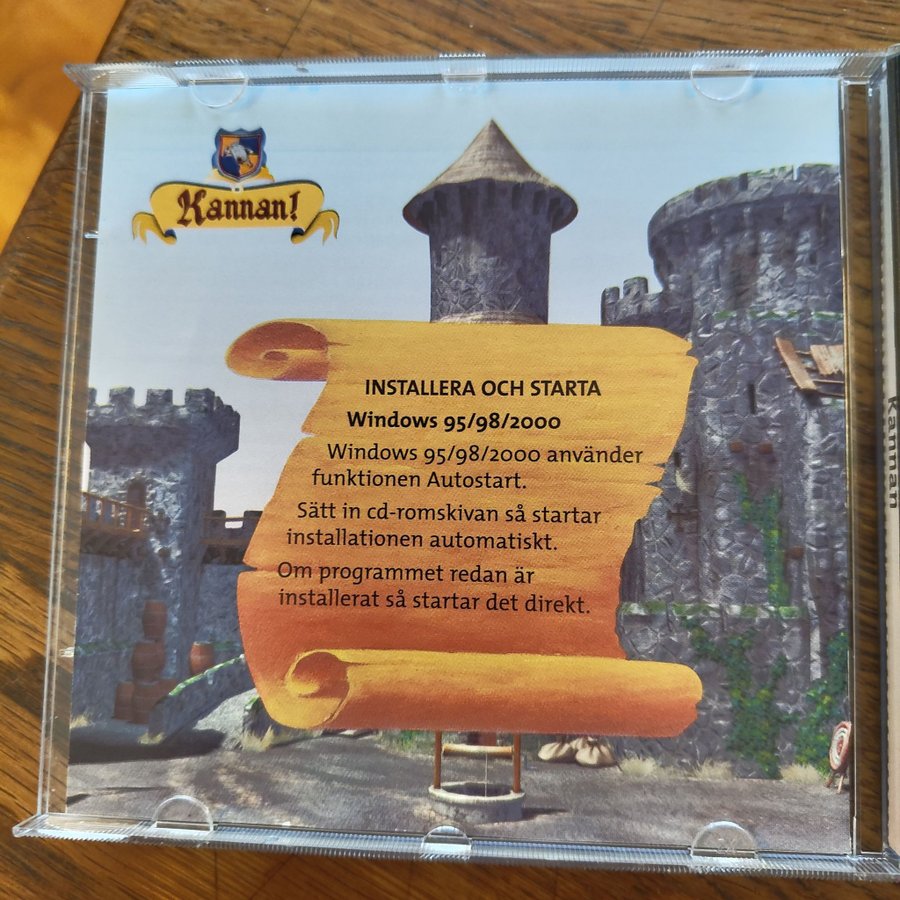 Kannan!
INSTALLERA OCH STARTA
Windows 95/98/2000
Windows 95/98/2000 använder
funktionen Autostart.
Sätt in cd-romskivan så startar
installationen automatiskt.
Om programmet redan är
installerat så startar det direkt.
Kannan